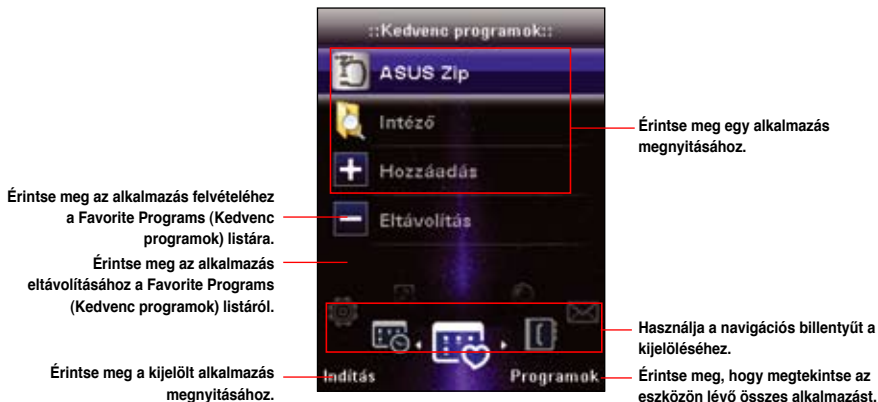 ::Kedvenc programok::
ASUS Zip
Intéző
Hozzáadás
Eltávolítás
Indítás
Programok
Érintse meg az alkalmazás felvételéhez
a Favorite Programs (Kedvenc
programok) listára.
Érintse meg az alkalmazás
eltávolításához a Favorite Programs
(Kedvenc programok) listáról.
Érintse meg a kijelölt alkalmazás
megnyitásához.
Érintse meg egy alkalmazás
megnyitásához.
Használja a navigációs billentyűt a
kijelöléséhez.
Érintse meg, hogy megtekintse az
eszközön lévő összes alkalmazást.